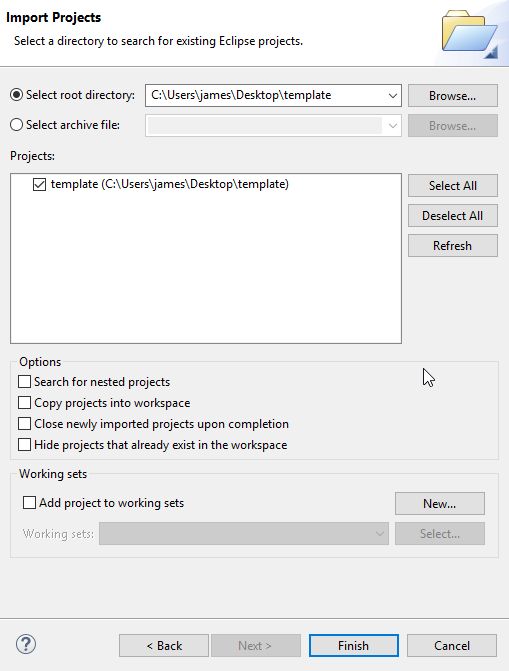 Import Projects
Select a directory to search for existing Eclipse projects.
Select root directory: C:\Users\james\Desktop\template Browse...
Select archive file: Browse...
Projects:
template (C:\Users\james\Desktop\template) Select All
Deselect All
Refresh
Options
Search for nested projects
Copy projects into workspace
Close newly imported projects upon completion
Hide projects that already exist in the workspace
Working sets
Add project to working sets New...
Working sets: Select...
? < Back Next > Finish Cancel